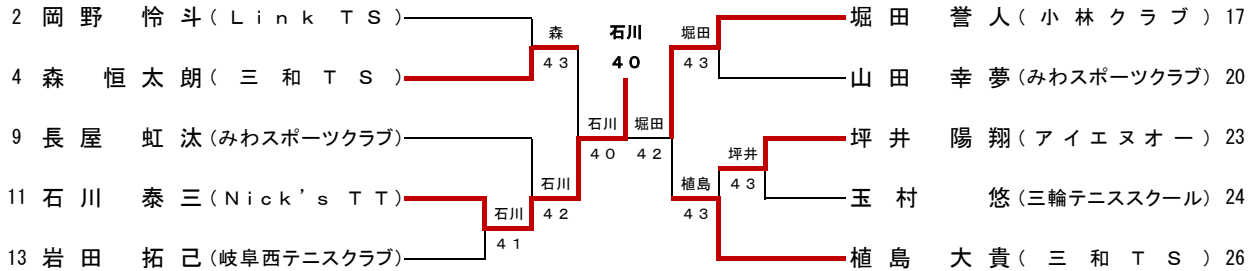 2 岡野 怜斗(Link TS)
4 森 恒太朗(三和TS)
9 長屋 虹汰(みわスポーツクラブ)
11 石川 泰三(Nick's TT)
13 岩田 拓己(岐阜西テニスクラブ)
森
43
石川
41
石川
42
石川
40
石川
40
堀田
42
堀田
43
坪井
43
植島
43
堀田 誉人(小林クラブ) 17
山田 幸夢(みわスポーツクラブ) 20
坪井 陽翔(アイエヌオー) 23
玉村 悠(三輪テニススクール) 24
植島 大貴(三和TS) 26